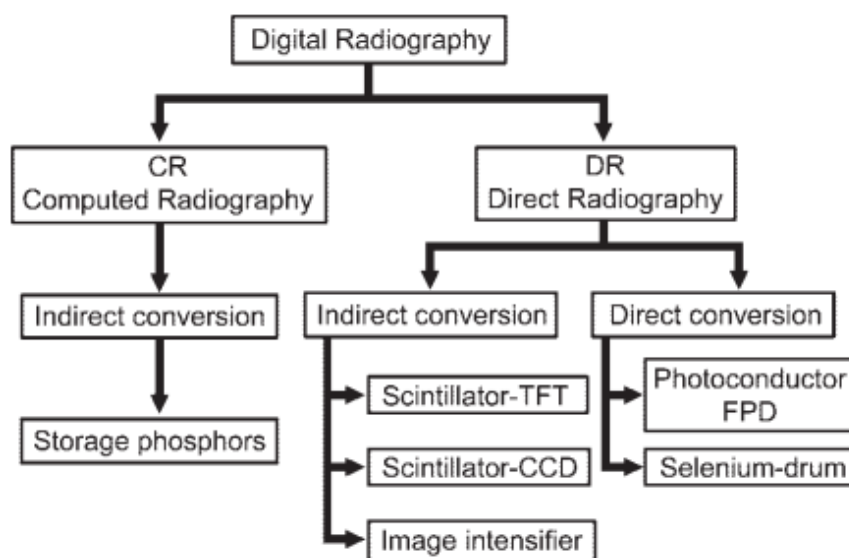 Digital Radiography
CR
Computed Radiography
DR
Direct Radiography
Indirect conversion
Indirect conversion
Direct conversion
Storage phosphors
Scintillator-TFT
Scintillator-CCD
Image intensifier
Photoconductor
FPD
Selenium-drum